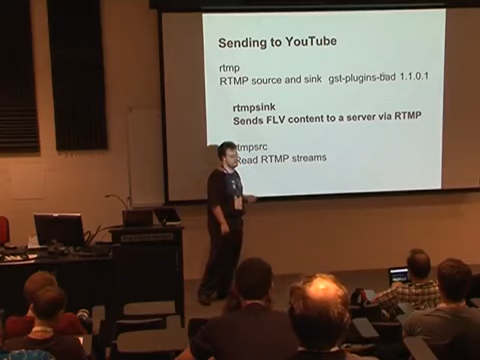 Sending to YouTube
rtmp
RTMP source and sink gst-plugins-bad 1.1.0.1
rtmpsink
Sends FLV content to a server via RTMP
tmpsrc
Read RTMP streams